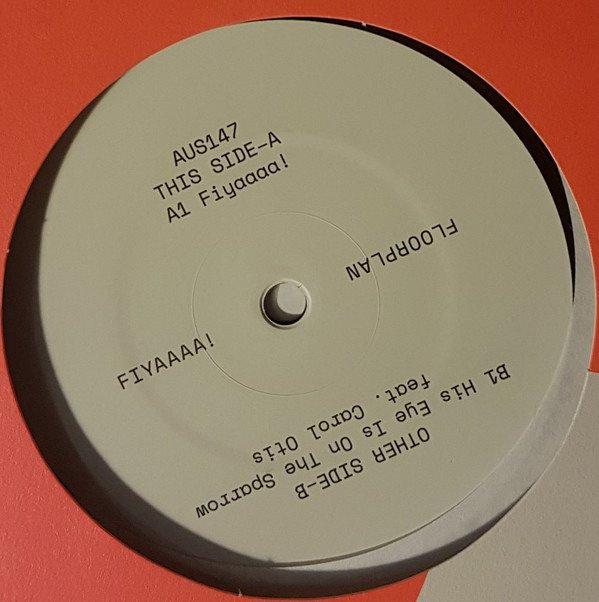 AUS147
THIS SIDE-A
A1 Fiyaaaa!
FLOORPLAN
FIYAAAA!
OTHER SIDE-B
B1 His Eye Is On The Sparrow
feat. Carol Otis